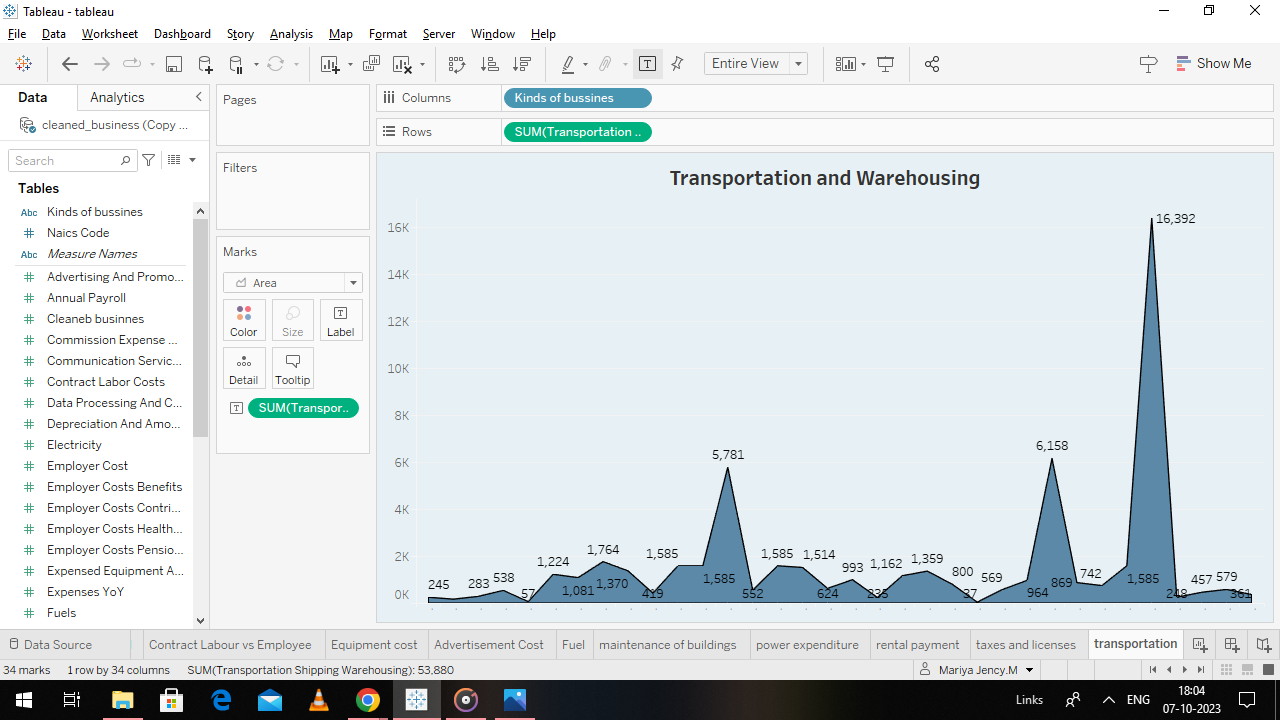 Tableau - tableau
File Data Worksheet Dashboard Story Analysis Map Format Server Window Help
Entire View
Show Me
Data Analytics
cleaned_business (Copy ...
Search
Tables
Abc Kinds of bussines
Naics Code
Abc Measure Names
Advertising And Promo...
Annual Payroll
Cleaneb businnes
Commission Expense ...
Communication Servic...
Contract Labor Costs
Data Processing And C...
Depreciation And Amo...
Electricity
Employer Cost
Employer Costs Benefits
Employer Costs Contri...
Employer Costs Health...
Employer Costs Pensio...
Expensed Equipment A...
Expenses YoY
Fuels
Pages
Filters
Marks
Area
Color Size Label
Detail Tooltip
SUM(Transpor..
Columns Kinds of bussines
Rows SUM(Transportation ..
Transportation and Warehousing
16K
14K
12K
10K
8K
6K
4K
2K
0K
245
283
538
57
1,224
1,081
1,764
1,370
419
1,585
1,585
5,781
552
1,585
1,514
624
993
235
1,162
1,359
800
37
569
964
6,158
869
742
1,585
16,392
248
457
579
361
Data Source Contract Labour vs Employee Equipment cost Advertisement Cost Fuel maintenance of buildings power expenditure rental payment taxes and licenses transportation
34 marks 1 row by 34 columns SUM(Transportation Shipping Warehousing): 53,880 Mariya Jency.M
Links ENG 18:04
07-10-2023